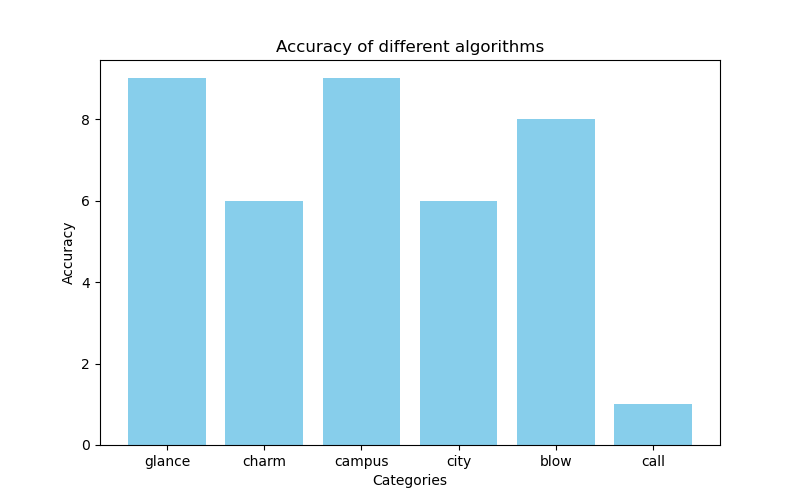 Accuracy of different algorithms
Accuracy
8
6
4
2
0
glance charm campus city blow call
Categories